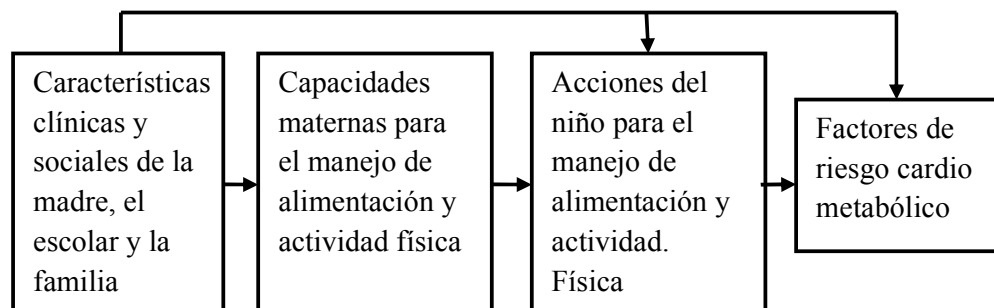 Características
clínicas y
sociales de la
madre, el
escolar y la
familia
Capacidades
maternas para
el manejo de
alimentación y
actividad física
Acciones del
niño para el
manejo de
alimentación y
actividad.
Física
Factores de
riesgo cardio
metabólico